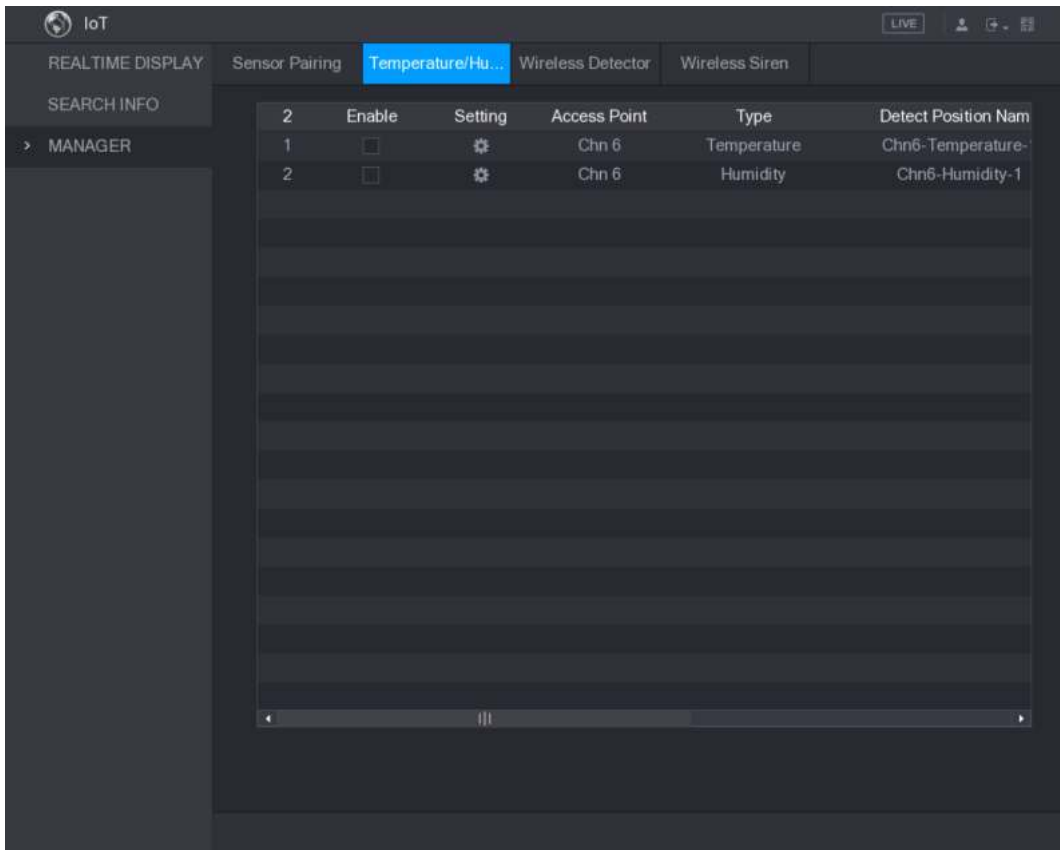 IoT LIVE
REALTIME DISPLAY
SEARCH INFO
MANAGER
Sensor Pairing Temperature/Hu... Wireless Detector Wireless Siren
2 Enable Setting Access Point Type Detect Position Nam
1 Chn 6 Temperature Chn6-Temperature-
2 Chn 6 Humidity Chn6-Humidity-1